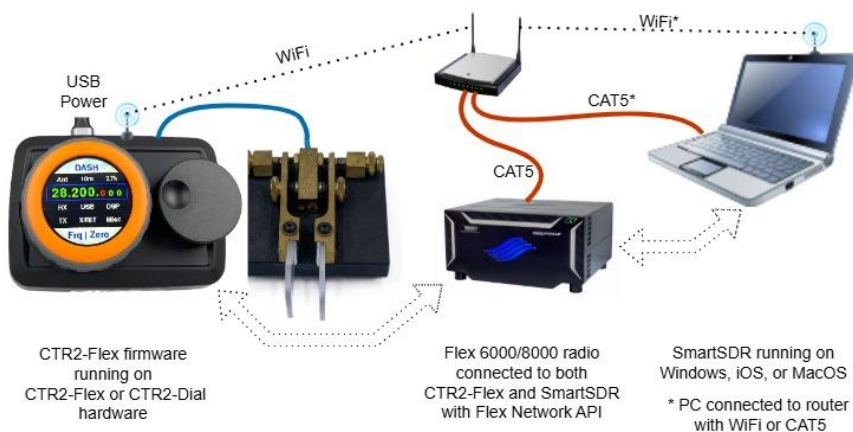 WiFi
WiFi*
USB
Power
CAT5*
CAT5
DASH
Ant 10m 2.7k
28.200.000
RX USB DSP
TX X/RIT
Frq | Zero
CTR2-Flex firmware
running on
CTR2-Flex or CTR2-Dial
hardware
Flex 6000/8000 radio
connected to both
CTR2-Flex and SmartSDR
with Flex Network API
SmartSDR running on
Windows, iOS, or MacOS
* PC connected to router
with WiFi or CAT5